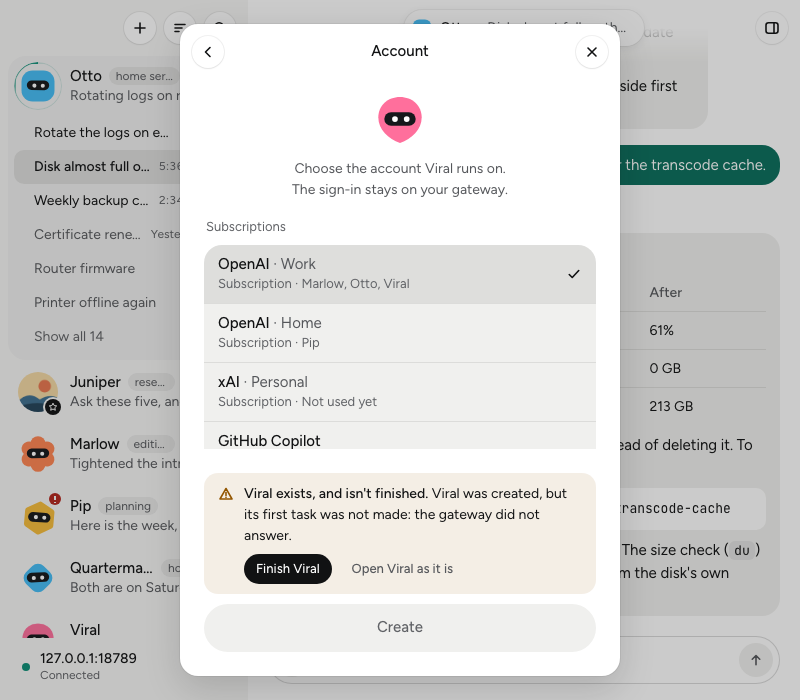 Otto home ser...
Rotating logs on
Rotate the logs on e...
Disk almost full o... 5:36
Weekly backup c... 2:34
Certificate rene... Yeste
Router firmware
Printer offline again
Show all 14
Juniper rese...
Ask these five, an
Marlow editi...
Tightened the intr
Pip planning
Here is the week,
Quarterma...
Both are on Satur
Viral
127.0.0.1:18789
Connected
Account
Choose the account Viral runs on.
The sign-in stays on your gateway.
Subscriptions
OpenAI · Work
Subscription · Marlow, Otto, Viral
OpenAI · Home
Subscription · Pip
xAI · Personal
Subscription · Not used yet
GitHub Copilot
Viral exists, and isn't finished. Viral was created, but
its first task was not made: the gateway did not
answer.
Finish Viral Open Viral as it is
Create
side first
the transcode cache.
After
61%
0 GB
213 GB
ead of deleting it. To
transcode-cache
The size check ( du )
m the disk's own